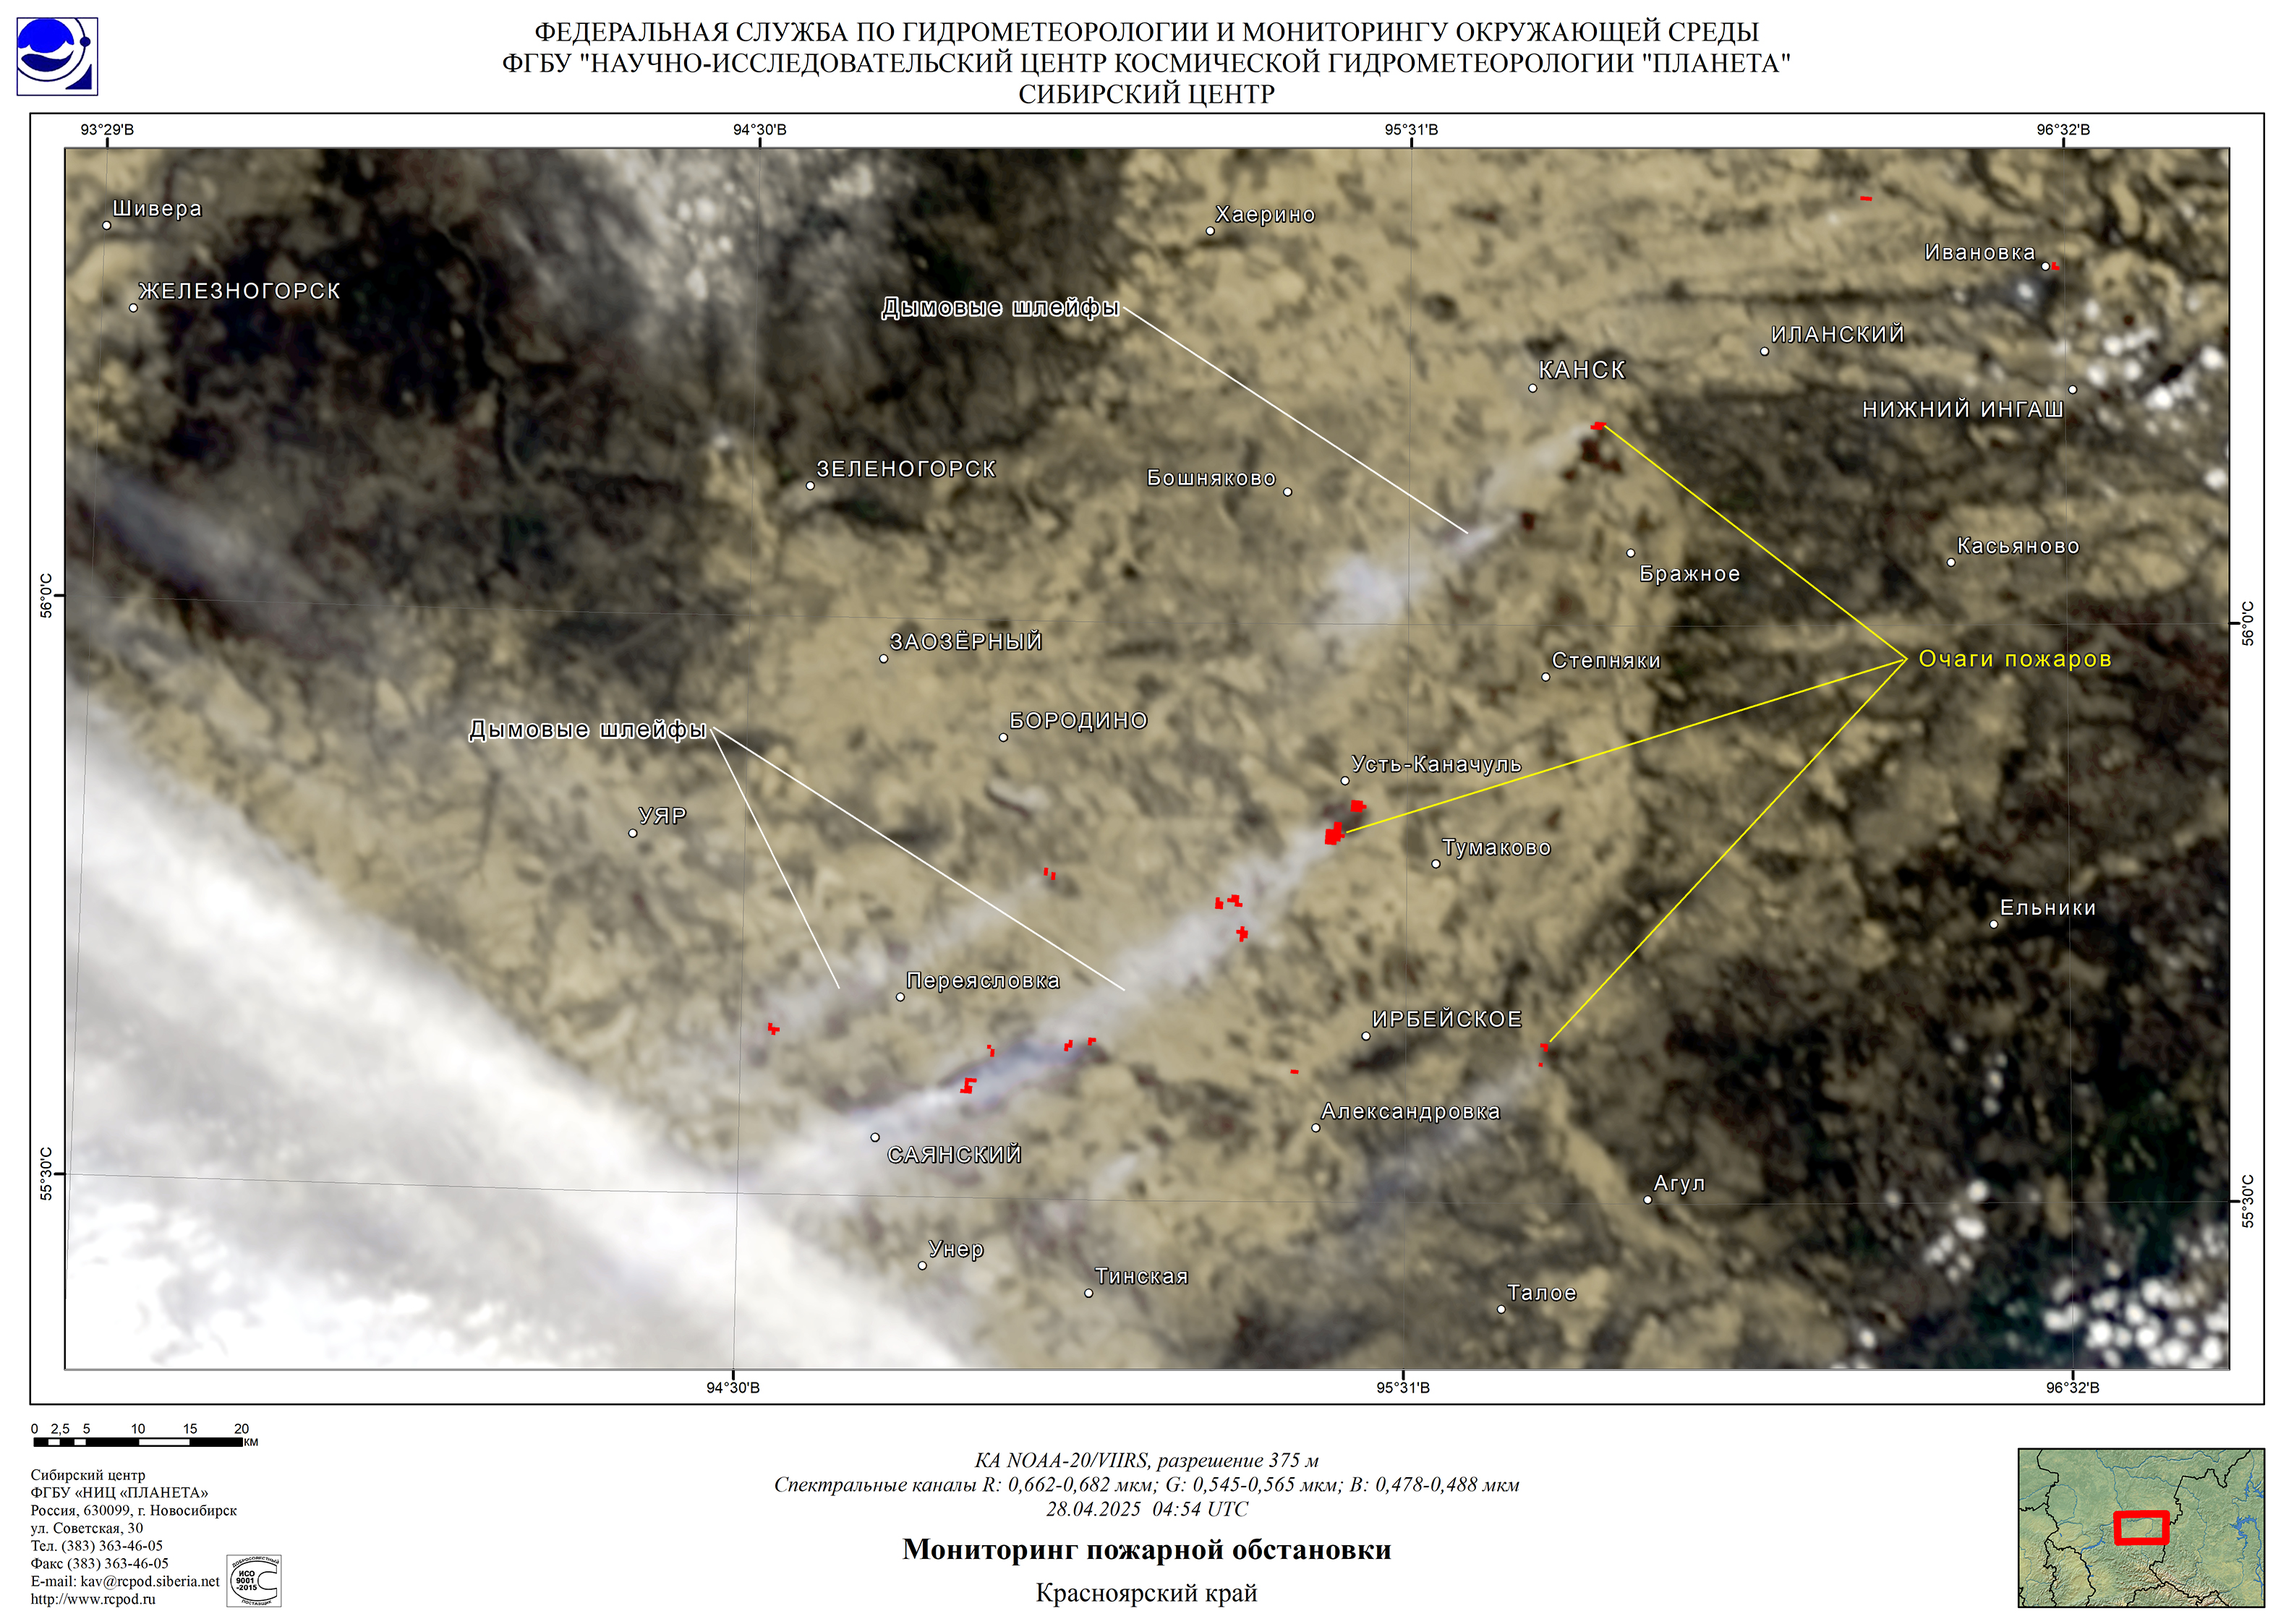 ФЕДЕРАЛЬНАЯ СЛУЖБА ПО ГИДРОМЕТЕОРОЛОГИИ И МОНИТОРИНГУ ОКРУЖАЮЩЕЙ СРЕДЫ
ФГБУ "НАУЧНО-ИССЛЕДОВАТЕЛЬСКИЙ ЦЕНТР КОСМИЧЕСКОЙ ГИДРОМЕТЕОРОЛОГИИ "ПЛАНЕТА"
СИБИРСКИЙ ЦЕНТР
93°29'В 94°30'В 95°31'В 96°32'В
Шивера
Хаерино
Ивановка
ЖЕЛЕЗНОГОРСК
Дымовые шлейфы
ИЛАНСКИЙ
КАНСК
НИЖНИЙ ИНГАШ
ЗЕЛЕНОГОРСК
Бошняково
Касьяново
Бражное
56°0'С
56°0'С
ЗАОЗЁРНЫЙ
Степняки
Очаги пожаров
БОРОДИНО
Дымовые шлейфы
Усть-Каначуль
УЯР
Тумаково
Ельники
Переясловка
ИРБЕЙСКОЕ
Александровка
САЯНСКИЙ
55°30'С
55°30'С
Агул
Унер
Тинская
Талое
94°30'В 95°31'В 96°32'В
0 2,5 5 10 15 20
км
КА NOAA-20/VIIRS, разрешение 375 м
Спектральные каналы R: 0,662-0,682 мкм; G: 0,545-0,565 мкм; B: 0,478-0,488 мкм
28.04.2025 04:54 UTC
Мониторинг пожарной обстановки
Красноярский край
Сибирский центр
ФГБУ «НИЦ «ПЛАНЕТА»
Россия, 630099, г. Новосибирск
ул. Советская, 30
Тел. (383) 363-46-05
Факс (383) 363-46-05
E-mail: kav@rcpod.siberia.net
http://www.rcpod.ru
ДОБРОСОВЕСТНЫЙ
ИСО
9001
-2015
ПОСТАВЩИК